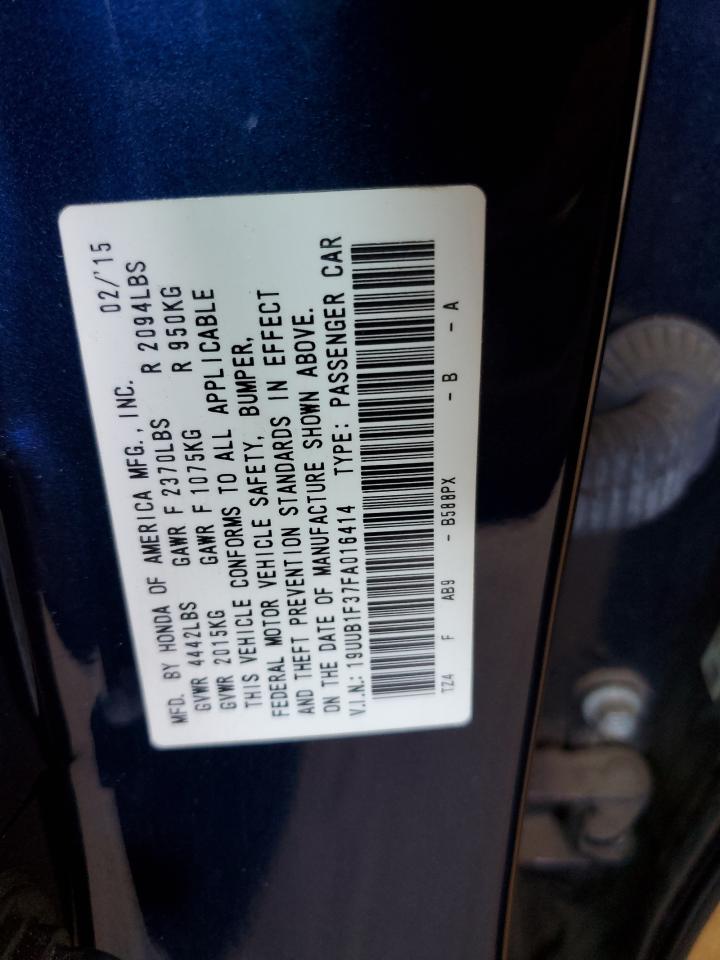 MFD. BY HONDA OF AMERICA MFG., INC. 02/'15
GVWR 4442LBS GAWR F 2370LBS R 2094LBS
GVWR 2015KG GAWR F 1075KG R 950KG
THIS VEHICLE CONFORMS TO ALL APPLICABLE
FEDERAL MOTOR VEHICLE SAFETY, BUMPER,
AND THEFT PREVENTION STANDARDS IN EFFECT
ON THE DATE OF MANUFACTURE SHOWN ABOVE.
V.I.N.: 19UUB1F37FA016414 TYPE: PASSENGER CAR
TZ4 F AB9 - B588PX - B - A